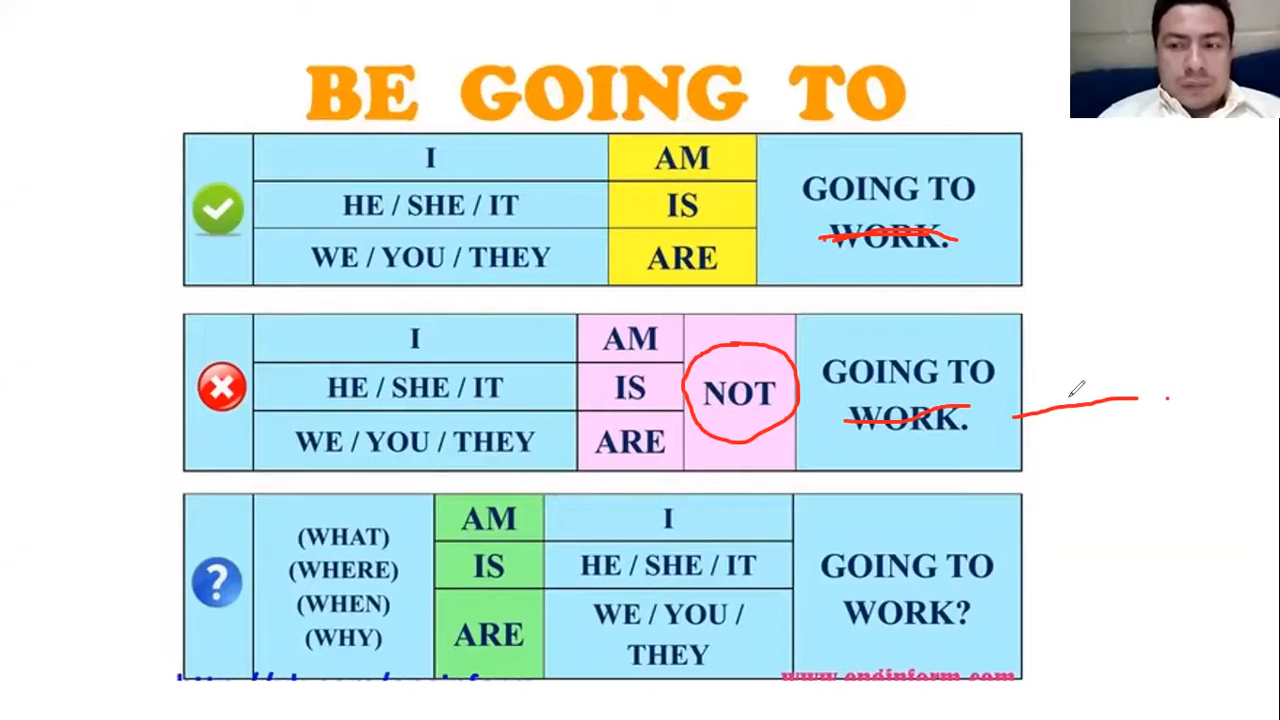 BE GOING TO
I
AM
GOING TO
HE / SHE / IT
IS
WORK.
WE / YOU / THEY
ARE
I
AM
NOT
GOING TO
HE / SHE / IT
IS
WORK.
WE / YOU / THEY
ARE
(WHAT)
(WHERE)
(WHEN)
(WHY)
AM
IS
ARE
I
HE / SHE / IT
WE / YOU /
THEY
GOING TO
WORK?